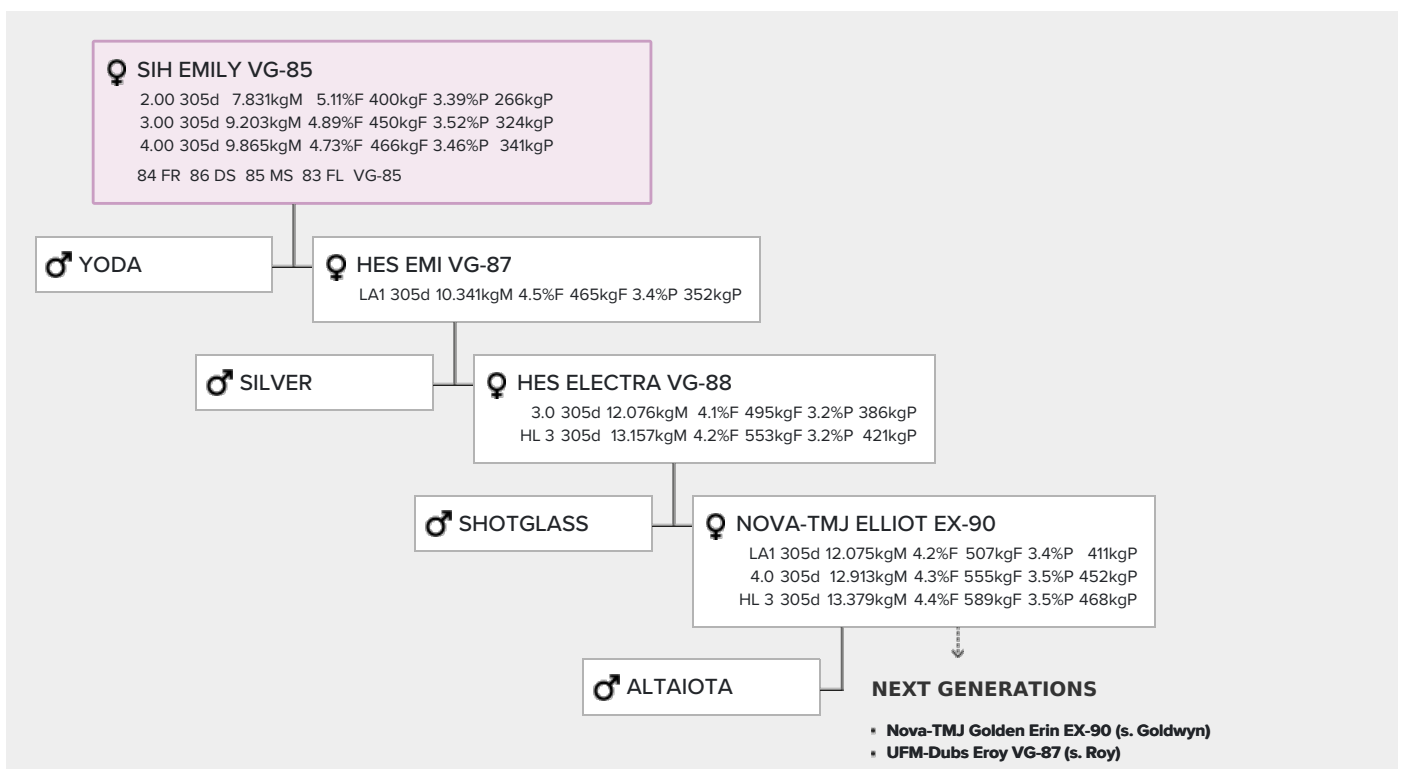 SIH EMILY VG-85
2.00 305d 7.831kgM 5.11%F 400kgF 3.39%P 266kgP
3.00 305d 9.203kgM 4.89%F 450kgF 3.52%P 324kgP
4.00 305d 9.865kgM 4.73%F 466kgF 3.46%P 341kgP
84 FR 86 DS 85 MS 83 FL VG-85
YODA
HES EMI VG-87
LA1 305d 10.341kgM 4.5%F 465kgF 3.4%P 352kgP
SILVER
HES ELECTRA VG-88
3.0 305d 12.076kgM 4.1%F 495kgF 3.2%P 386kgP
HL 3 305d 13.157kgM 4.2%F 553kgF 3.2%P 421kgP
SHOTGLASS
NOVA-TMJ ELLIOT EX-90
LA1 305d 12.075kgM 4.2%F 507kgF 3.4%P 411kgP
4.0 305d 12.913kgM 4.3%F 555kgF 3.5%P 452kgP
HL 3 305d 13.379kgM 4.4%F 589kgF 3.5%P 468kgP
ALTAIOTA
NEXT GENERATIONS
Nova-TMJ Golden Erin EX-90 (s. Goldwyn)
UFM-Dubs Eroy VG-87 (s. Roy)